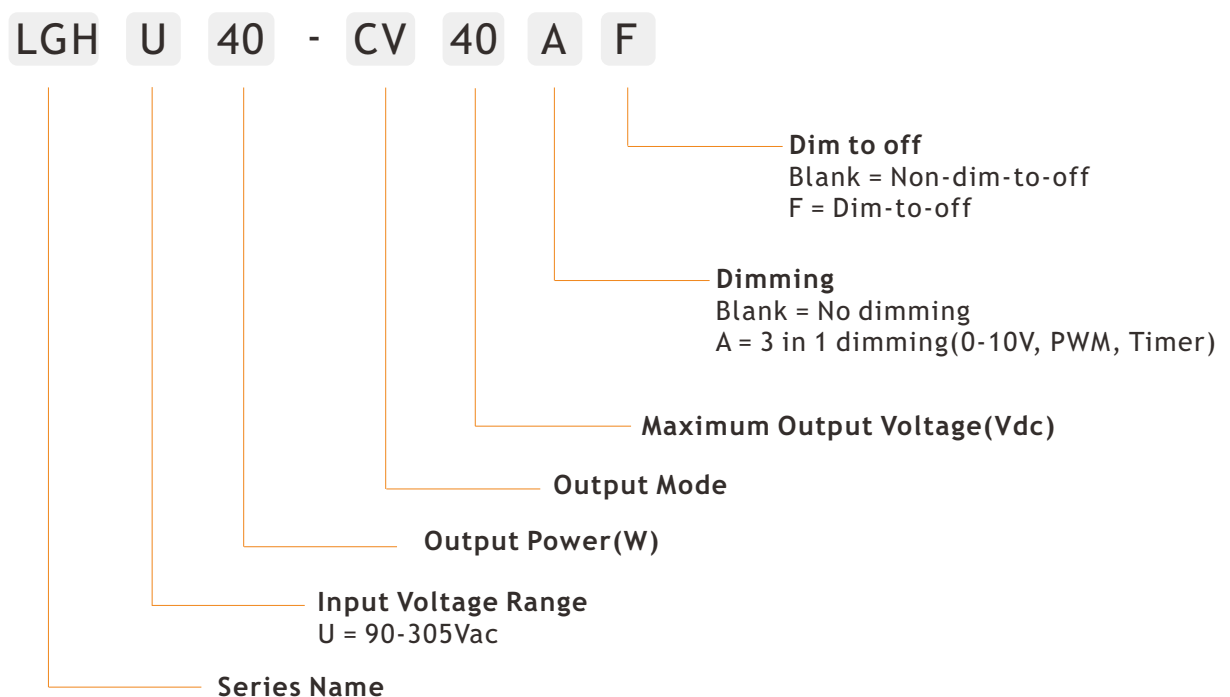 LGH U 40 - CV 40 A F
Dim to off
Blank = Non-dim-to-off
F = Dim-to-off
Dimming
Blank = No dimming
A = 3 in 1 dimming(0-10V, PWM, Timer)
Maximum Output Voltage(Vdc)
Output Mode
Output Power(W)
Input Voltage Range
U = 90-305Vac
Series Name